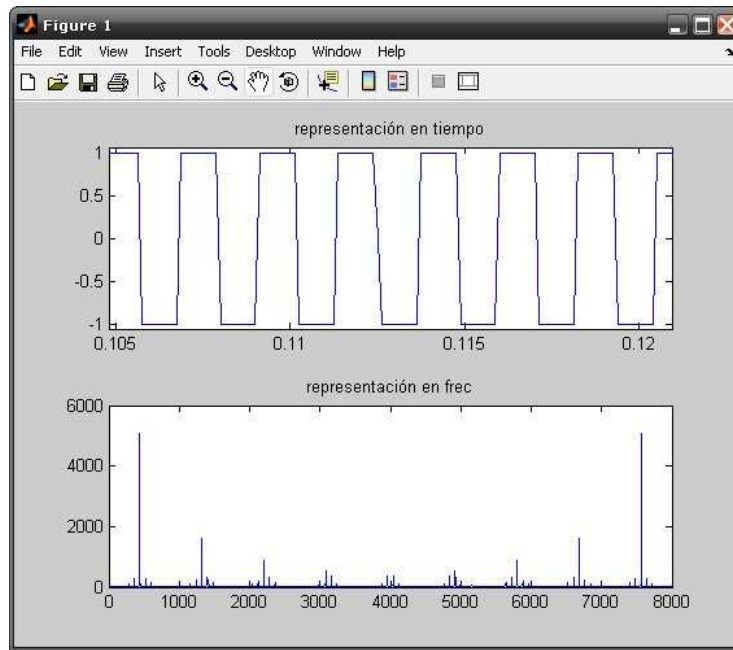 Figure 1
File Edit View Insert Tools Desktop Window Help
representación en tiempo
1
0.5
0
-0.5
-1
0.105 0.11 0.115 0.12
representación en frec
6000
4000
2000
0
0 1000 2000 3000 4000 5000 6000 7000 8000